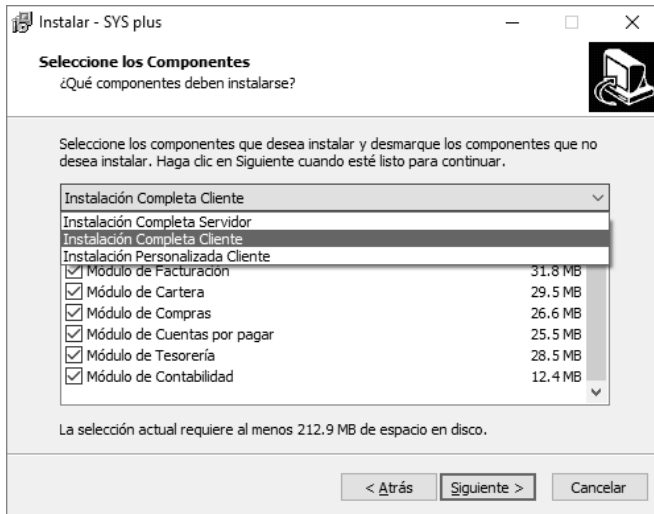 Instalar - SYS plus
Seleccione los Componentes
¿Qué componentes deben instalarse?
Seleccione los componentes que desea instalar y desmarque los componentes que no
desea instalar. Haga clic en Siguiente cuando esté listo para continuar.
Instalación Completa Cliente
Instalación Completa Servidor
Instalación Completa Cliente
Instalación Personalizada Cliente
Módulo de Facturación 31.8 MB
Módulo de Cartera 29.5 MB
Módulo de Compras 26.6 MB
Módulo de Cuentas por pagar 25.5 MB
Módulo de Tesorería 28.5 MB
Módulo de Contabilidad 12.4 MB
La selección actual requiere al menos 212.9 MB de espacio en disco.
< Atrás Siguiente > Cancelar